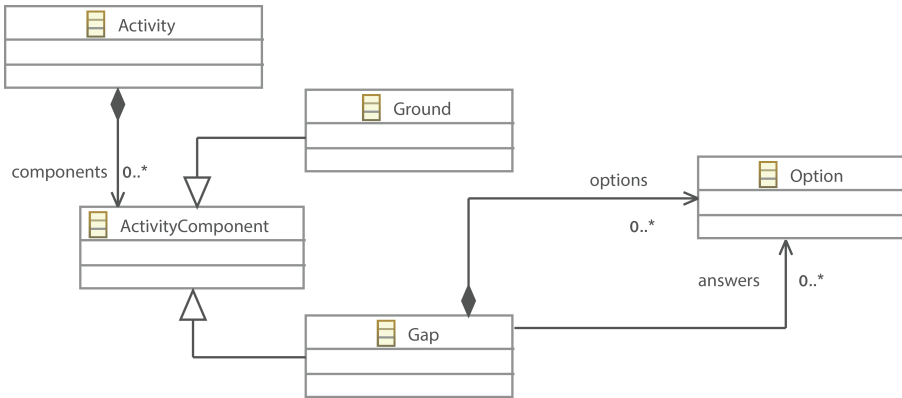 Activity
Ground
components 0..*
options
Option
ActivityComponent
0..*
answers 0..*
Gap